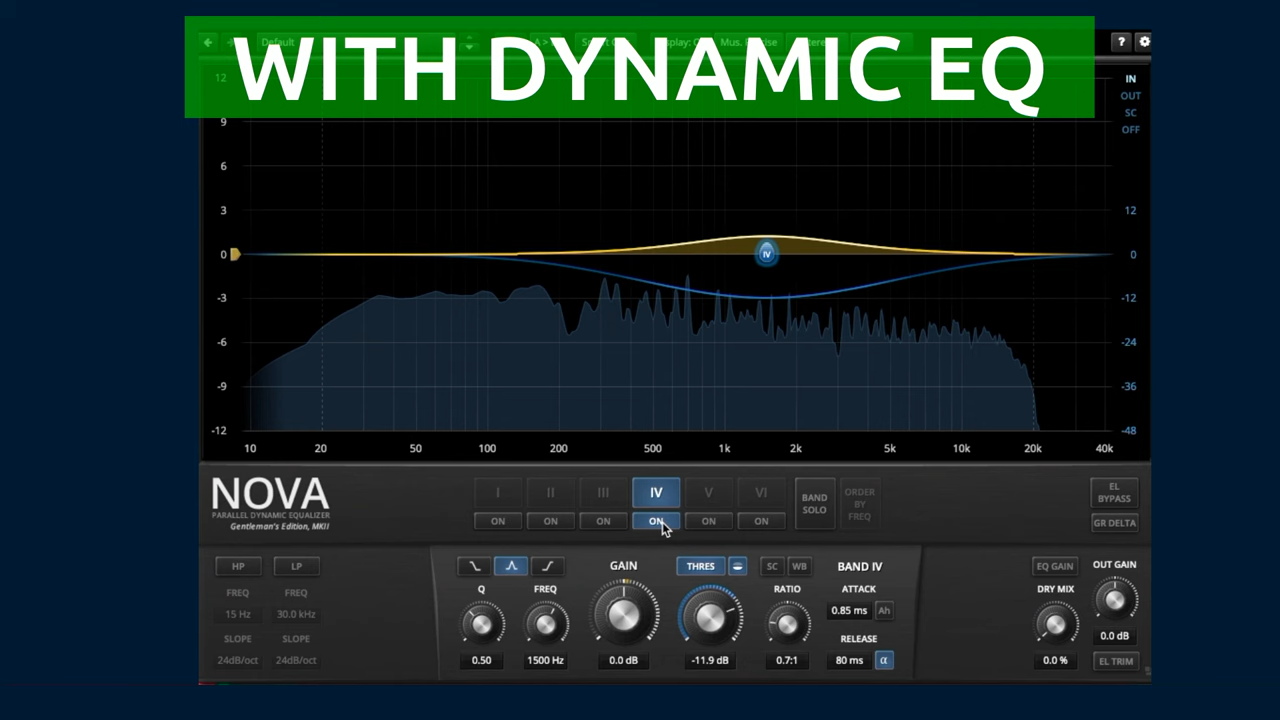 WITH DYNAMIC EQ
Default
? 
12
IN
OUT
SC
OFF
9
6
3 12
0 IV 0
-3 -12
-6 -24
-9 -36
-12 -48
10 20 50 100 200 500 1k 2k 5k 10k 20k 40k
NOVA
PARALLEL DYNAMIC EQUALIZER
Gentleman's Edition, MKII
I II III IV V VI
ON ON ON ON ON ON
BAND SOLO
ORDER BY FREQ
EL BYPASS
GR DELTA
HP LP
FREQ FREQ
15 Hz 30.0 kHz
SLOPE SLOPE
24dB/oct 24dB/oct
GAIN THRES SC WB BAND IV
Q FREQ RATIO ATTACK
0.85 ms Ah
RELEASE
0.50 1500 Hz 0.0 dB -11.9 dB 0.7:1 80 ms α
EQ GAIN OUT GAIN
DRY MIX
0.0 dB
0.0 % EL TRIM